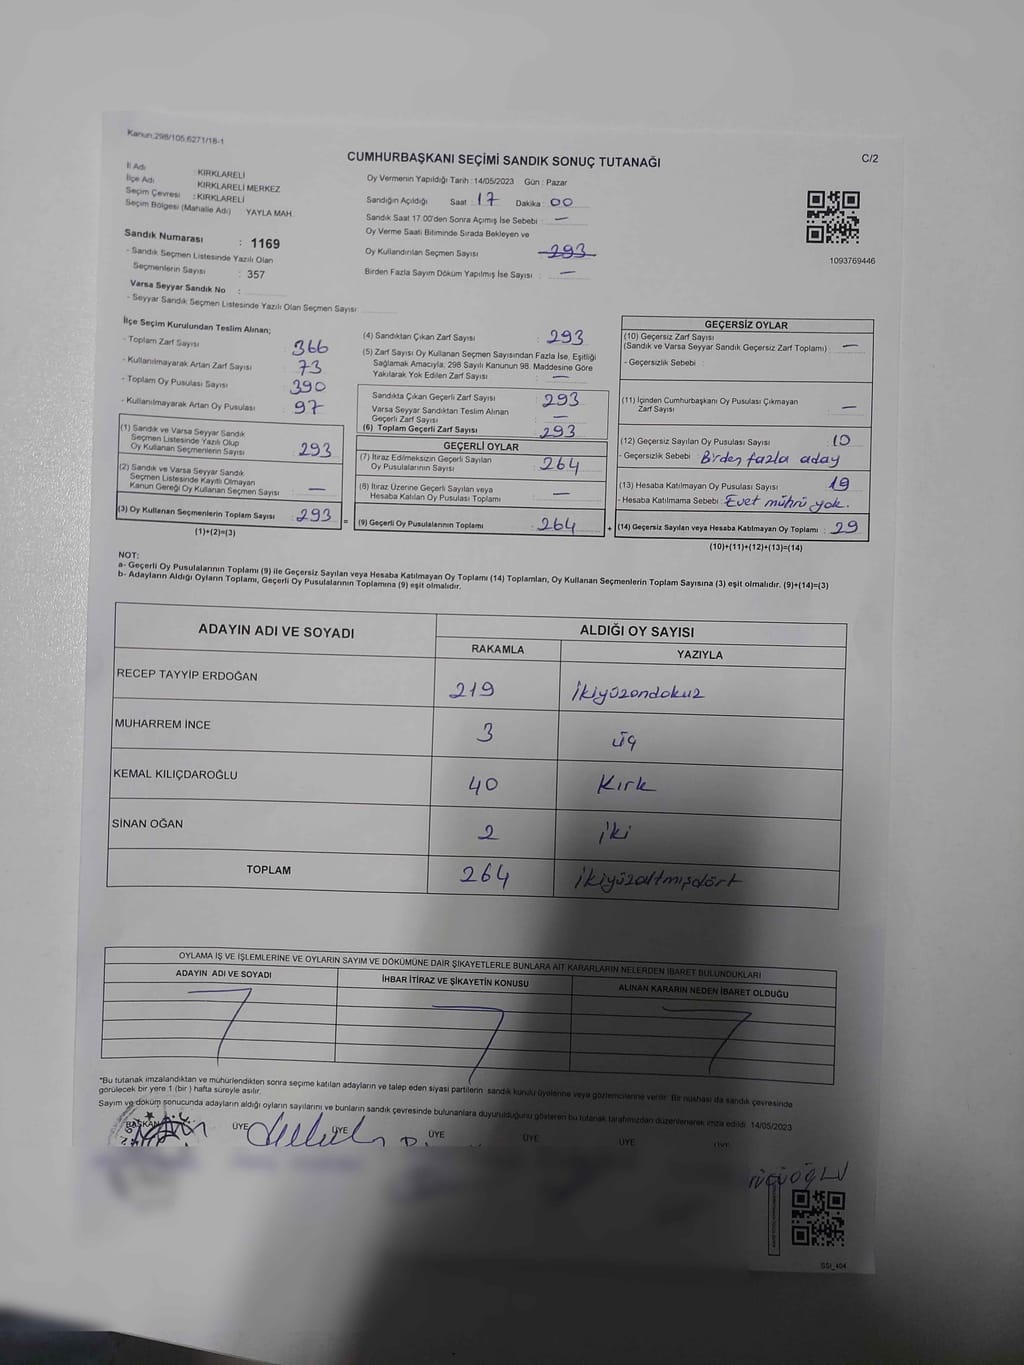 Kanun:298/105;6271/18-1
C/2
CUMHURBAŞKANI SEÇİMİ SANDIK SONUÇ TUTANAĞI
İl Adı : KIRKLARELİ
İlçe Adı KIRKLARELİ MERKEZ
Seçim Çevresi : KIRKLARELİ
Seçim Bölgesi (Mahalle Adı) YAYLA MAH.
Sandık Numarası : 1169
- Sandık Seçmen Listesinde Yazılı Olan
Seçmenlerin Sayısı : 357
Varsa Seyyar Sandık No :
- Seyyar Sandık Seçmen Listesinde Yazılı Olan Seçmen Sayısı:
Oy Vermenin Yapıldığı Tarih :14/05/2023 Gün : Pazar
Sandığın Açıldığı Saat : 17 Dakika : 00
Sandık Saat 17.00'den Sonra Açımış İse Sebebi : —
Oy Verme Saati Bitiminde Sırada Bekleyen ve
Oy Kullandırılan Seçmen Sayısı 293
Birden Fazla Sayım Döküm Yapılmış İse Sayısı : —
1093769446
İlçe Seçim Kurulundan Teslim Alınan;
- Toplam Zarf Sayısı 366
- Kullanılmayarak Artan Zarf Sayısı 73
- Toplam Oy Pusulası Sayısı 390
- Kullanılmayarak Artan Oy Pusulası 97
(1) Sandık ve Varsa Seyyar Sandık
Seçmen Listesinde Yazılı Olup
Oy Kullanan Seçmenlerin Sayısı : 293
(2) Sandık ve Varsa Seyyar Sandık
Seçmen Listesinde Kayıtlı Olmayan
Kanun Gereği Oy Kullanan Seçmen Sayısı : —
(3) Oy Kullanan Seçmenlerin Toplam Sayısı : 293
(1)+(2)=(3)
(4) Sandıktan Çıkan Zarf Sayısı : 293
(5) Zarf Sayısı Oy Kullanan Seçmen Sayısından Fazla İse, Eşitliği
Sağlamak Amacıyla, 298 Sayılı Kanunun 98. Maddesine Göre
Yakılarak Yok Edilen Zarf Sayısı : —
Sandıkta Çıkan Geçerli Zarf Sayısı : 293
Varsa Seyyar Sandıktan Teslim Alınan
Geçerli Zarf Sayısı : —
(6) Toplam Geçerli Zarf Sayısı : 293
GEÇERLİ OYLAR
(7) İtiraz Edilmeksizin Geçerli Sayılan
Oy Pusulalarının Sayısı : 264
(8) İtiraz Üzerine Geçerli Sayılan veya
Hesaba Katılan Oy Pusulası Toplamı : —
= (9) Geçerli Oy Pusulalarının Toplamı : 264
GEÇERSİZ OYLAR
(10) Geçersiz Zarf Sayısı
(Sandık ve Varsa Seyyar Sandık Geçersiz Zarf Toplamı) : —
- Geçersizlik Sebebi :
(11) İçinden Cumhurbaşkanı Oy Pusulası Çıkmayan
Zarf Sayısı : —
(12) Geçersiz Sayılan Oy Pusulası Sayısı : 10
- Geçersizlik Sebebi : Birden fazla aday
(13) Hesaba Katılmayan Oy Pusulası Sayısı : 19
- Hesaba Katılmama Sebebi : Evet mührü yok.
+ (14) Geçersiz Sayılan veya Hesaba Katılmayan Oy Toplamı : 29
(10)+(11)+(12)+(13)=(14)
NOT:
a- Geçerli Oy Pusulalarının Toplamı (9) ile Geçersiz Sayılan veya Hesaba Katılmayan Oy Toplamı (14) Toplamları, Oy Kullanan Seçmenlerin Toplam Sayısına (3) eşit olmalıdır. (9)+(14)=(3)
b- Adayların Aldığı Oyların Toplamı, Geçerli Oy Pusulalarının Toplamına (9) eşit olmalıdır.
ADAYIN ADI VE SOYADI
ALDIĞI OY SAYISI
RAKAMLA YAZIYLA
RECEP TAYYİP ERDOĞAN 219 ikiyüzondokuz
MUHARREM İNCE 3 üç
KEMAL KILIÇDAROĞLU 40 Kırk
SİNAN OĞAN 2 iki
TOPLAM 264 ikiyüzaltmışdört
OYLAMA İŞ VE İŞLEMLERİNE VE OYLARIN SAYIM VE DÖKÜMÜNE DAİR ŞİKAYETLERLE BUNLARA AİT KARARLARIN NELERDEN İBARET BULUNDUKLARI
ADAYIN ADI VE SOYADI İHBAR İTİRAZ VE ŞİKAYETİN KONUSU ALINAN KARARIN NEDEN İBARET OLDUĞU
*Bu tutanak imzalandıktan ve mühürlendikten sonra seçime katılan adayların ve talep eden siyasi partilerin sandık kurulu üyelerine veya gözlemcilerine verilir. Bir nüshası da sandık çevresinde
görülecek bir yere 1 (bir ) hafta süreyle asılır.
Sayım ve döküm sonucunda adayların aldığı oyların sayılarını ve bunların sandık çevresinde bulunanlara duyurulduğunu gösteren bu tutanak tarafımızdan düzenlenerek imza edildi. 14/05/2023
BAŞKAN ÜYE ÜYE ÜYE ÜYE ÜYE ÜYE
SSI_404